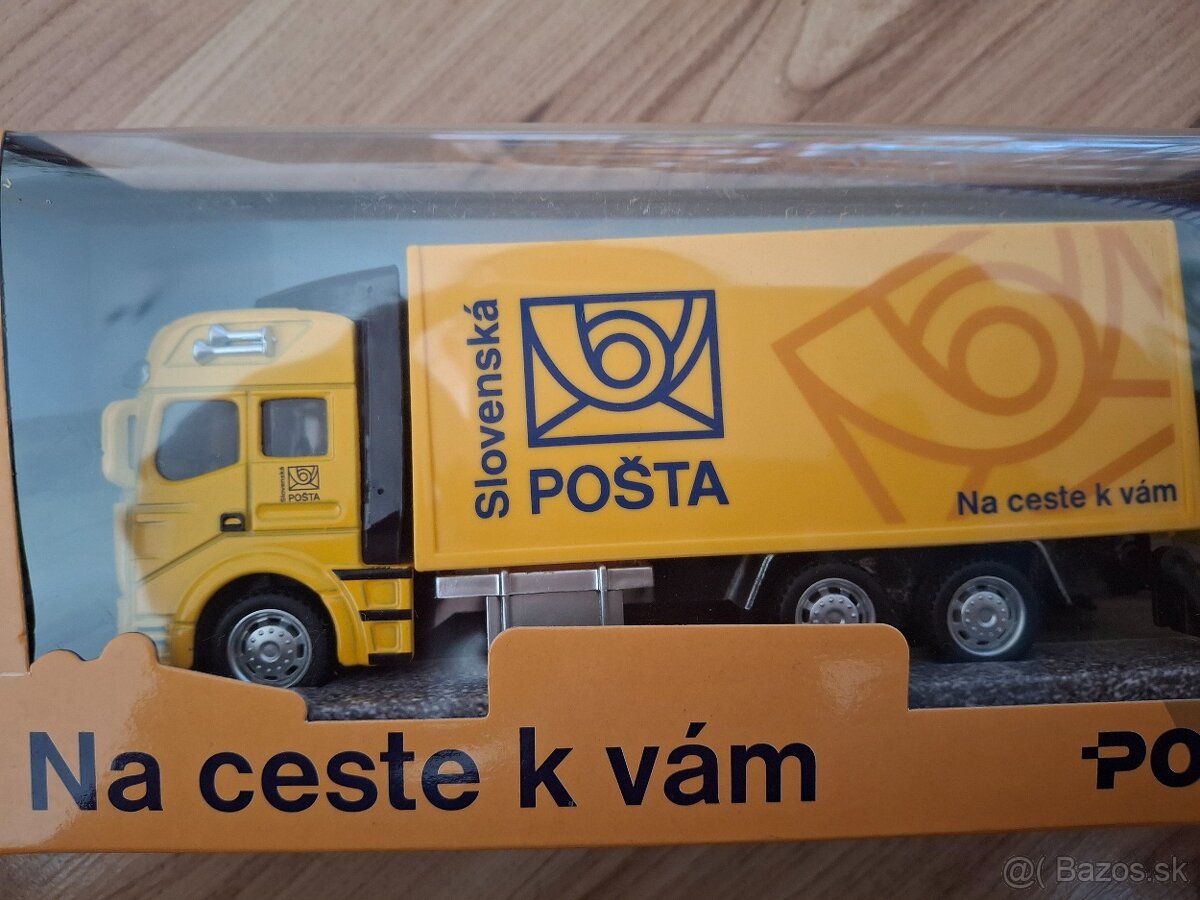 Slovenská
POŠTA
Na ceste k vám
Slovenská
POŠTA
Na ceste k vám
PO
@( Bazos.sk